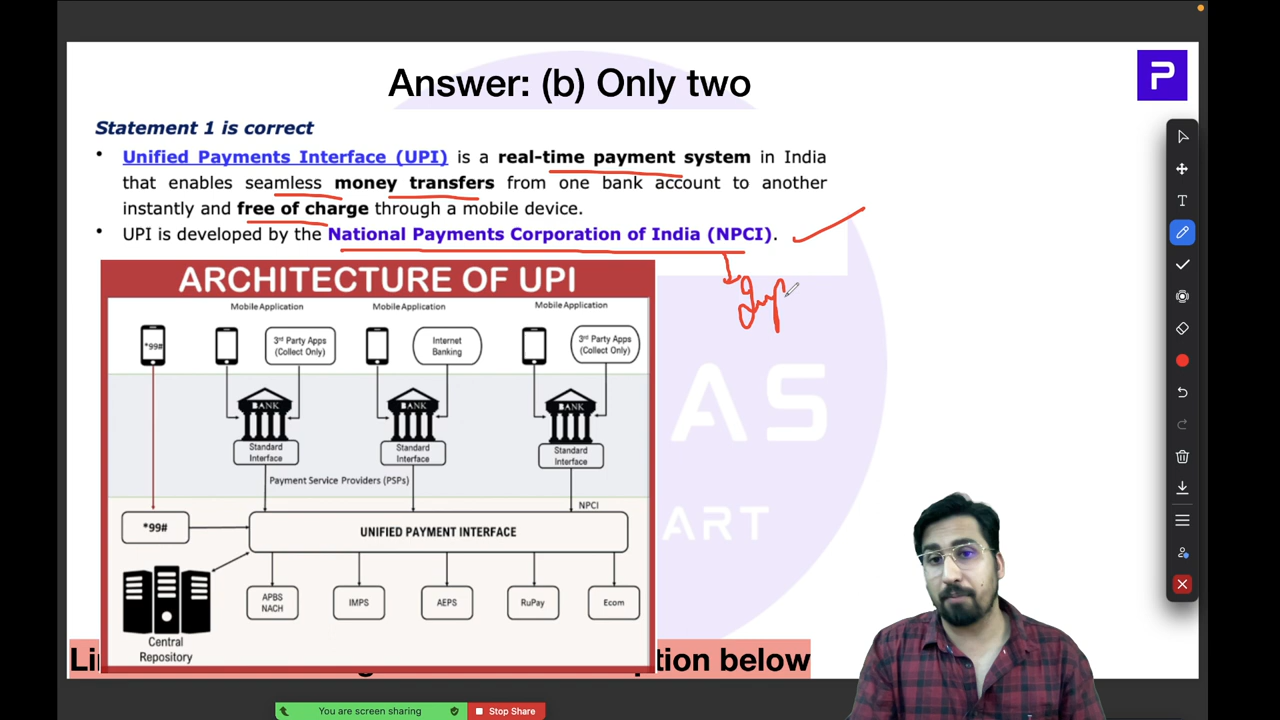 Answer: (b) Only two
P
Statement 1 is correct
• Unified Payments Interface (UPI) is a real-time payment system in India
that enables seamless money transfers from one bank account to another
instantly and free of charge through a mobile device.
• UPI is developed by the National Payments Corporation of India (NPCI).
Imp
ARCHITECTURE OF UPI
Mobile Application Mobile Application Mobile Application
*99#
3rd Party Apps
(Collect Only)
Internet
Banking
3rd Party Apps
(Collect Only)
BANK BANK BANK
Standard
Interface
Standard
Interface
Standard
Interface
Payment Service Providers (PSPs)
NPCI
*99#
UNIFIED PAYMENT INTERFACE
APBS
NACH
IMPS
AEPS
RuPay
Ecom
Central
Repository
AS
ART
tion below
T
You are screen sharing
Stop Share